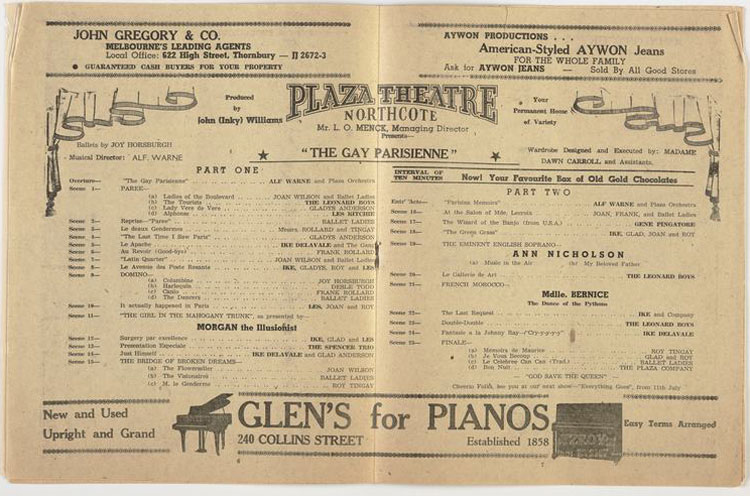 JOHN GREGORY & CO.
MELBOURNE'S LEADING AGENTS
Local Office: 622 High Street, Thornbury — JJ 2672-3
• GUARANTEED CASH BUYERS FOR YOUR PROPERTY
AYWON PRODUCTIONS . . .
American-Styled AYWON Jeans
FOR THE WHOLE FAMILY
Ask for AYWON JEANS — Sold By All Good Stores
Produced
by
John (Inky) Williams
PLAZA THEATRE
NORTHCOTE
Mr. L. O. MENCK, Managing Director
Presents—
Your
Permanent Home
of Variety
Ballets by JOY HORSBURGH
Musical Director: ALF. WARNE
"THE GAY PARISIENNE"
Wardrobe Designed and Executed by: MADAME
DAWN CARROLL and Assistants.
PART ONE
Overture— "The Gay Parisienne" ALF WARNE and Plaza Orchestra
Scene 1— PAREE—
(a) Ladies of the Boulevard JOAN WILSON and Ballet Ladies
(b) The Tourists THE LEONARD BOYS
(c) Lady Vere de Vere GLADYS ANDERSON
(d) Alphonse LES RITCHIE
Scene 2— Reprise—"Paree" BALLET LADIES
Scene 3— Le deaux Gendarmes Messrs. ROLLARD and TINGAY
Scene 4— "The Last Time I Saw Paris" GLADYS ANDERSON
Scene 5— Le Apache IKE DELAVALE and The Gang
Scene 6— Au Revoir (Good-bye) FRANK ROLLARD
Scene 7— "Latin Quarter" JOAN WILSON and Ballet Ladies
Scene 8— Le Avenue des Poste Restante IKE, GLADYS, ROY and LES
Scene 9— DOMINO—
(a) Columbine JOY HORSBURGH
(b) Harlequin DEBLE TODD
(c) FRANK ROLLARD
(d) The Dancers BALLET LADIES
Scene 10— It actually happened in Paris LES, JOAN and ROY
Scene 11— "THE GIRL IN THE MAHOGANY TRUNK", as presented by—
MORGAN the Illusionist
Scene 12— Surgery par excellence IKE, GLAD and LES
Scene 13— Presentation Especiale THE SPENCER TRIO
Scene 14— Just Himself IKE DELAVALE and GLAD ANDERSON
Scene 15— THE BRIDGE OF BROKEN DREAMS—
(a) The Flowerseller JOAN WILSON
(b) The Visionaires BALLET LADIES
(c) M. le Genderme ROY TINGAY
INTERVAL OF
TEN MINUTES
Now! Your Favourite Box of Old Gold Chocolates
PART TWO
Entr' 'Acte— "Parisian Memoirs" ALF WARNE and Plaza Orchestra
Scene 16— At the Salon of Mde. Lavroix JOAN, FRANK, and Ballet Ladies
Scene 17— The Wizard of the Banjo (from U.S.A.) GENE PINGATORE
Scene 18— "The Green Grass" IKE, GLAD, JOAN and ROY
Scene 19— THE EMINENT ENGLISH SOPRANO—
ANN NICHOLSON
(a) Music in the Air (b) My Beloved Father
Scene 20— Le Gallerie de Art THE LEONARD BOYS
Scene 21— FRENCH MOROCCO—
Mdlle. BERNICE
The Dance of the Pythons
Scene 22— The Last Request IKE and Company
Scene 23— Double-Double THE LEONARD BOYS
Scene 24— Fantasie a la Johnny Ray—("Cry-y-y-y") IKE DELAVALE
Scene 25— FINALE—
(a) Memoirs de Maurice ROY TINGAY
(b) Je Vous Becoup GLAD and ROY
(c) Le Celebree Can Can (Trad.) BALLET LADIES
(d) Bon Nuit THE PLAZA COMPANY
"GOD SAVE THE QUEEN"
Cheerio Folks, see you at our next show—"Everything Goes", from 11th July
New and Used
Upright and Grand
GLEN'S for PIANOS
240 COLLINS STREET
Established 1858
Easy Terms Arranged